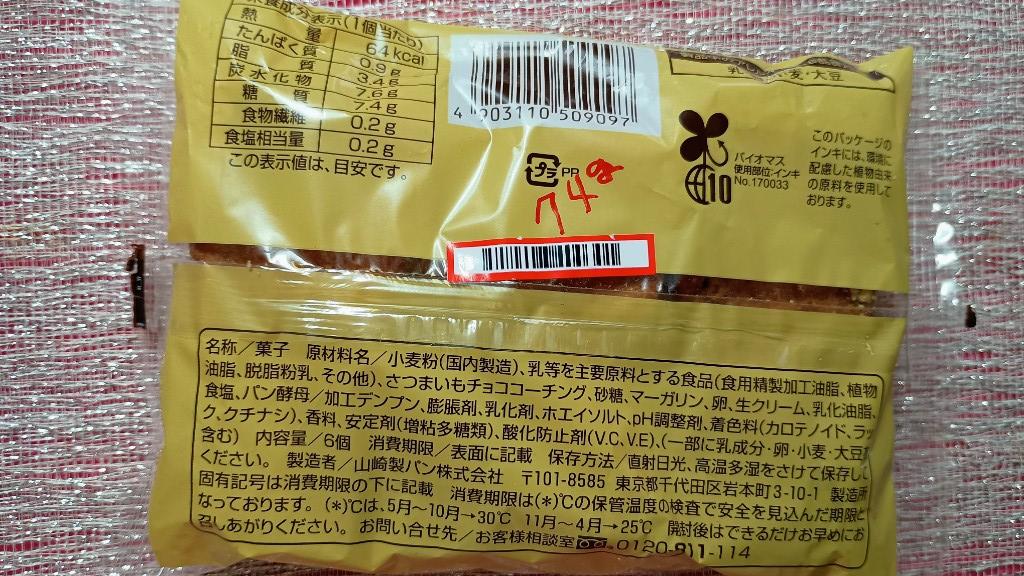 栄養成分表示(1個当たり)
熱量 64kcal
たんぱく質 0.9g
脂質 3.4g
炭水化物 7.6g
糖質 7.4g
食物繊維 0.2g
食塩相当量 0.2g
この表示値は、目安です。
4 903110 509097
プラ PP
74g
・大豆
バイオマス
使用部位:インキ
No.170033
10
このパッケージの
インキには、環境に
配慮した植物由来
の原料を使用して
おります。
名称/菓子 原材料名/小麦粉(国内製造)、乳等を主要原料とする食品(食用精製加工油脂、植物
油脂、脱脂粉乳、その他)、さつまいもチョココーチング、砂糖、マーガリン、卵、生クリーム、乳化油脂、
食塩、パン酵母/加工デンプン、膨脹剤、乳化剤、ホエイソルト、pH調整剤、着色料(カロテノイド、ラッ
ク、クチナシ)、香料、安定剤(増粘多糖類)、酸化防止剤(V.C、V.E)、(一部に乳成分・卵・小麦・大豆
含む) 内容量/6個 消費期限/表面に記載 保存方法/直射日光、高温多湿をさけて保存し
ください。 製造者/山崎製パン株式会社 〒101-8585 東京都千代田区岩本町3-10-1 製造所
固有記号は消費期限の下に記載 消費期限は(*)℃の保管温度の検査で安全を見込んだ期限と
なっております。(*)℃は、5月~10月→30℃ 11月~4月→25℃ 開封後はできるだけお早めにお
召しあがりください。お問い合せ先/お客様相談室 0120-811-114